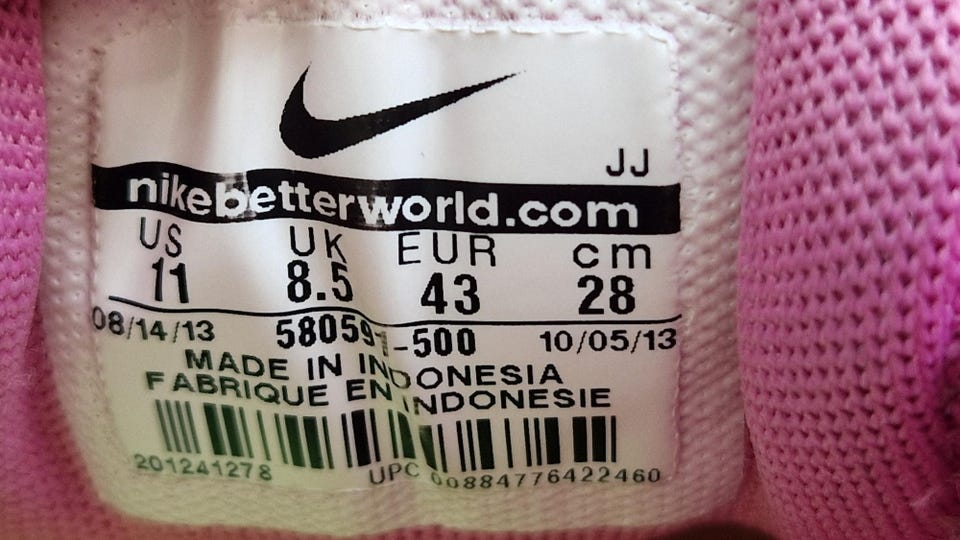 JJ
nikebetterworld.com
US UK EUR cm
11 8.5 43 28
08/14/13 580591-500 10/05/13
MADE IN INDONESIA
FABRIQUE EN INDONESIE
201241278 UPC 00884776422460